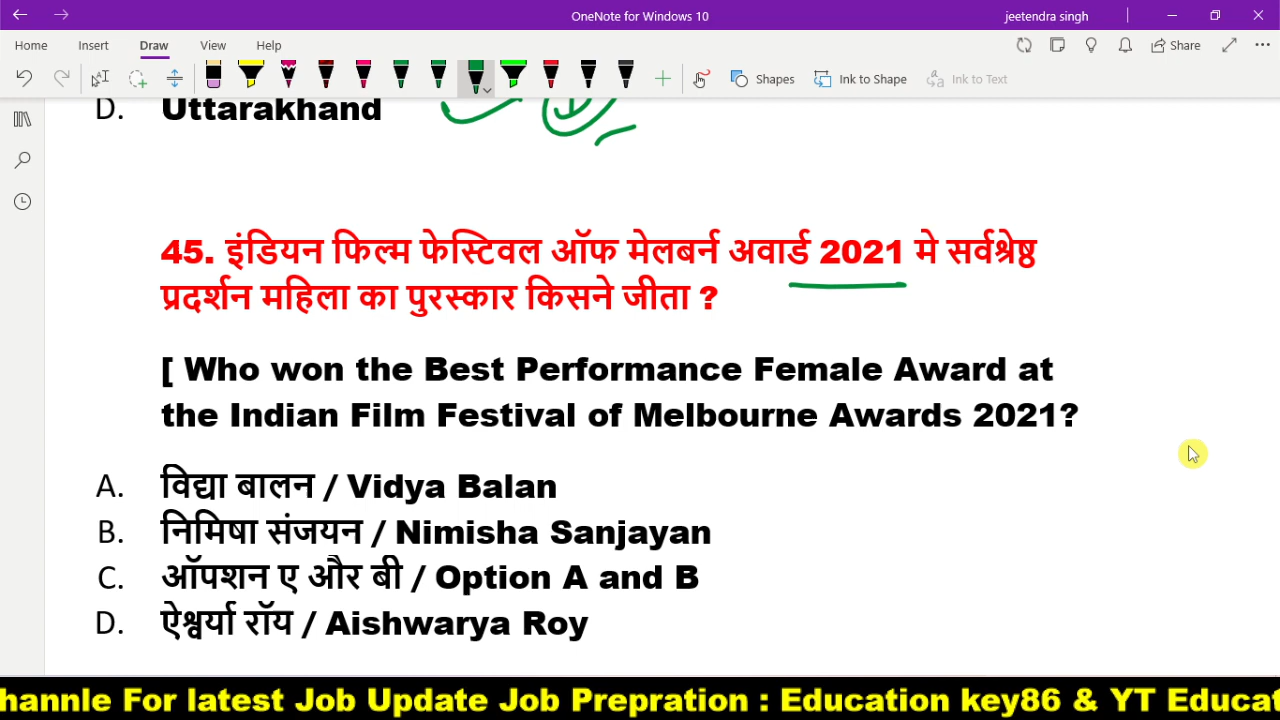 OneNote for Windows 10
jeetendra singh
Home Insert Draw View Help
Share
Shapes Ink to Shape Ink to Text
D. Uttarakhand
45. इंडियन फिल्म फेस्टिवल ऑफ मेलबर्न अवार्ड 2021 मे सर्वश्रेष्ठ
प्रदर्शन महिला का पुरस्कार किसने जीता ?
[ Who won the Best Performance Female Award at
the Indian Film Festival of Melbourne Awards 2021?
A. विद्या बालन / Vidya Balan
B. निमिषा संजयन / Nimisha Sanjayan
C. ऑपशन ए और बी / Option A and B
D. ऐश्वर्या रॉय / Aishwarya Roy
hannle For latest Job Update Job Prepration : Education key86 & YT Educat